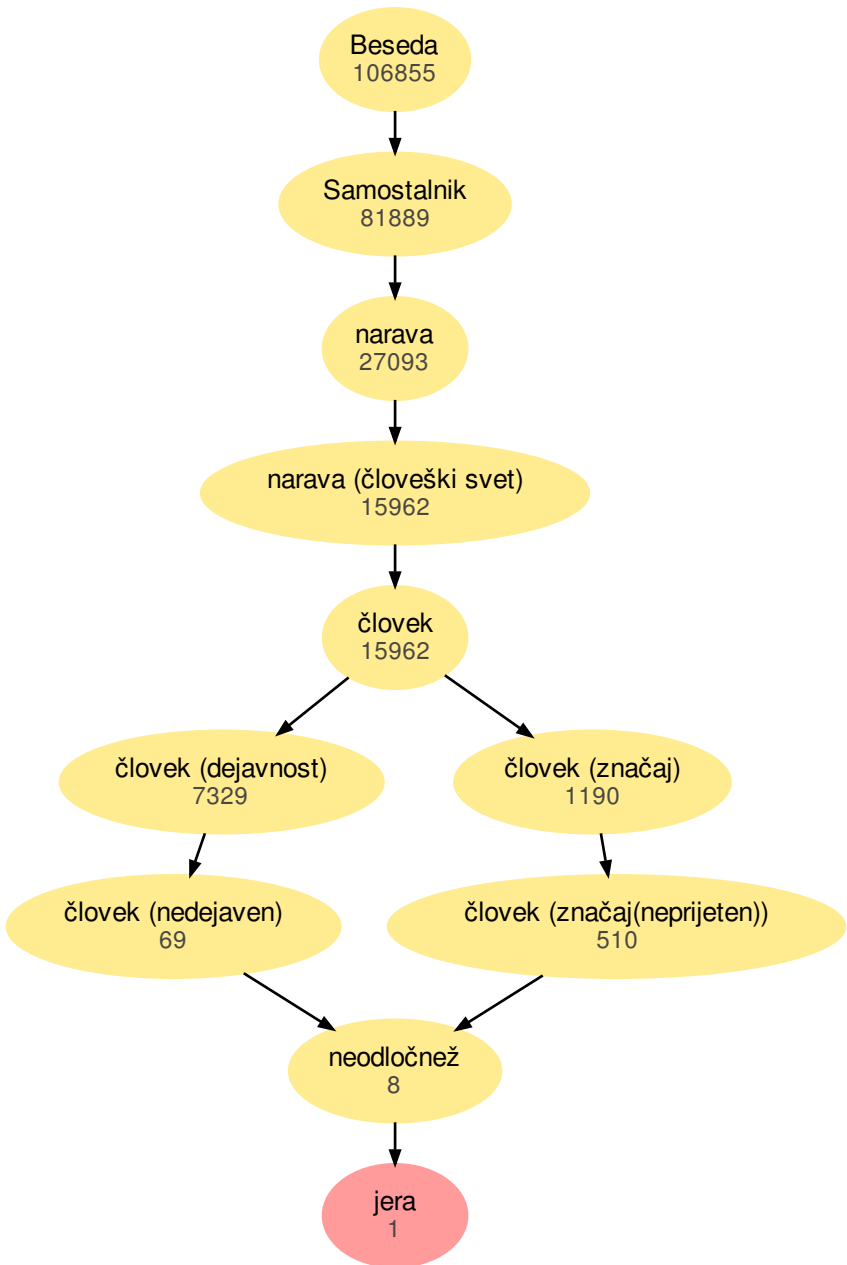 Beseda
106855
Samostalnik
81889
narava
27093
narava (človeški svet)
15962
človek
15962
človek (dejavnost)
7329
človek (značaj)
1190
človek (nedejaven)
69
človek (značaj(neprijeten))
510
neodločnež
8
jera
1